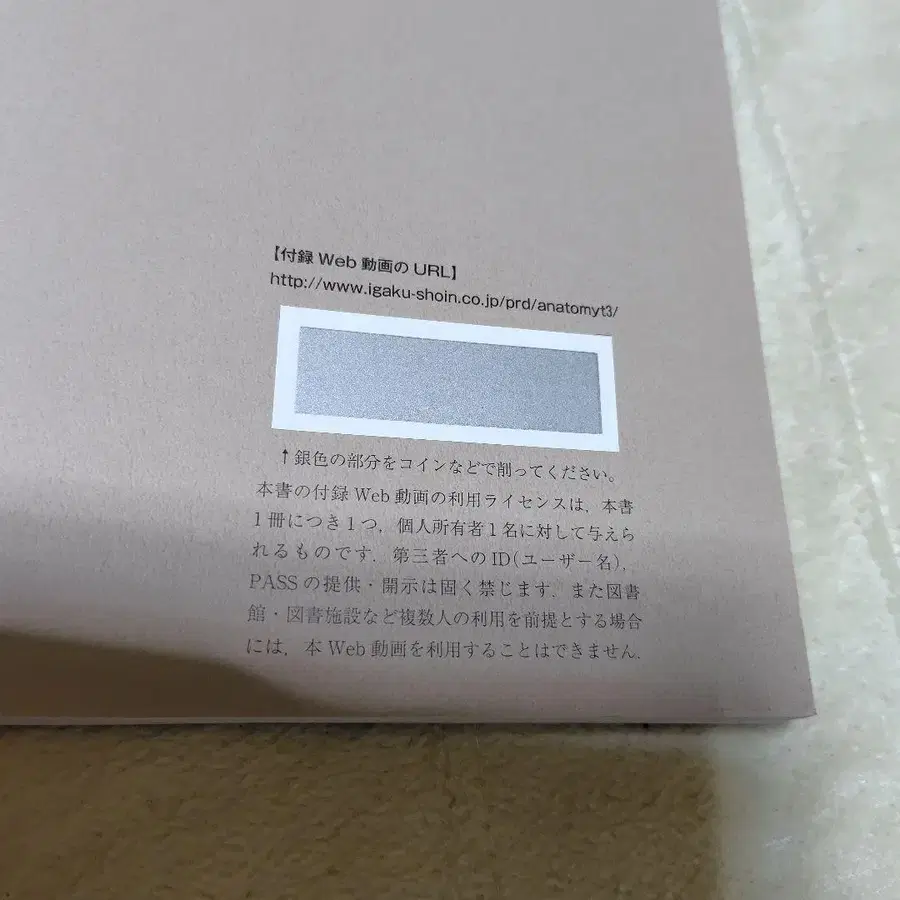 【付録 Web 動画の URL】
http://www.igaku-shoin.co.jp/prd/anatomyt3/
↑銀色の部分をコインなどで削ってください。
本書の付録 Web 動画の利用ライセンスは，本書
1冊につき1つ，個人所有者1名に対して与えら
れるものです．第三者へのID(ユーザー名)，
PASSの提供・開示は固く禁じます．また図書
館・図書施設など複数人の利用を前提とする場合
には，本 Web 動画を利用することはできません．